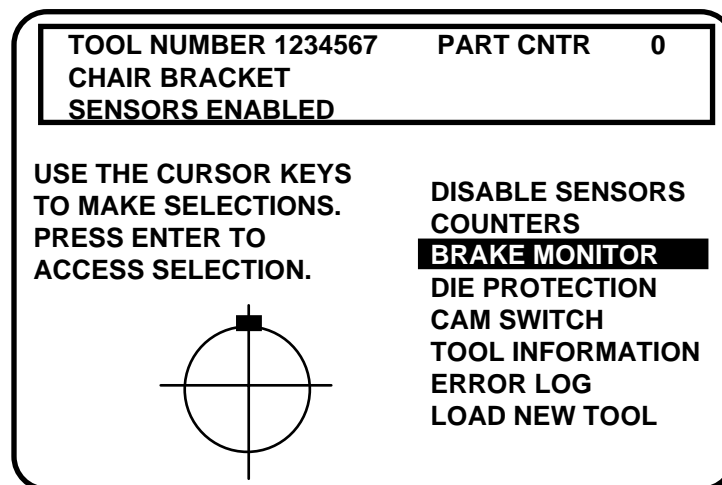 TOOL NUMBER 1234567 PART CNTR 0
CHAIR BRACKET
SENSORS ENABLED
USE THE CURSOR KEYS
TO MAKE SELECTIONS.
PRESS ENTER TO
ACCESS SELECTION.
DISABLE SENSORS
COUNTERS
BRAKE MONITOR
DIE PROTECTION
CAM SWITCH
TOOL INFORMATION
ERROR LOG
LOAD NEW TOOL